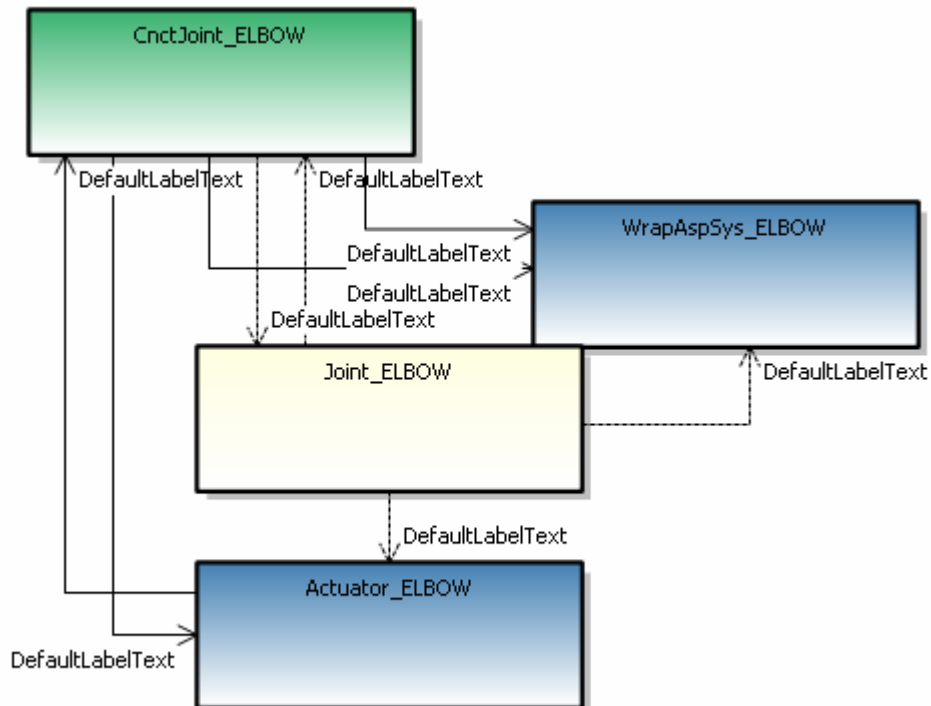 CnctJoint_ELBOW
DefaultLabelText
DefaultLabelText
WrapAspSys_ELBOW
DefaultLabelText
DefaultLabelText
DefaultLabelText
Joint_ELBOW
DefaultLabelText
DefaultLabelText
Actuator_ELBOW
DefaultLabelText